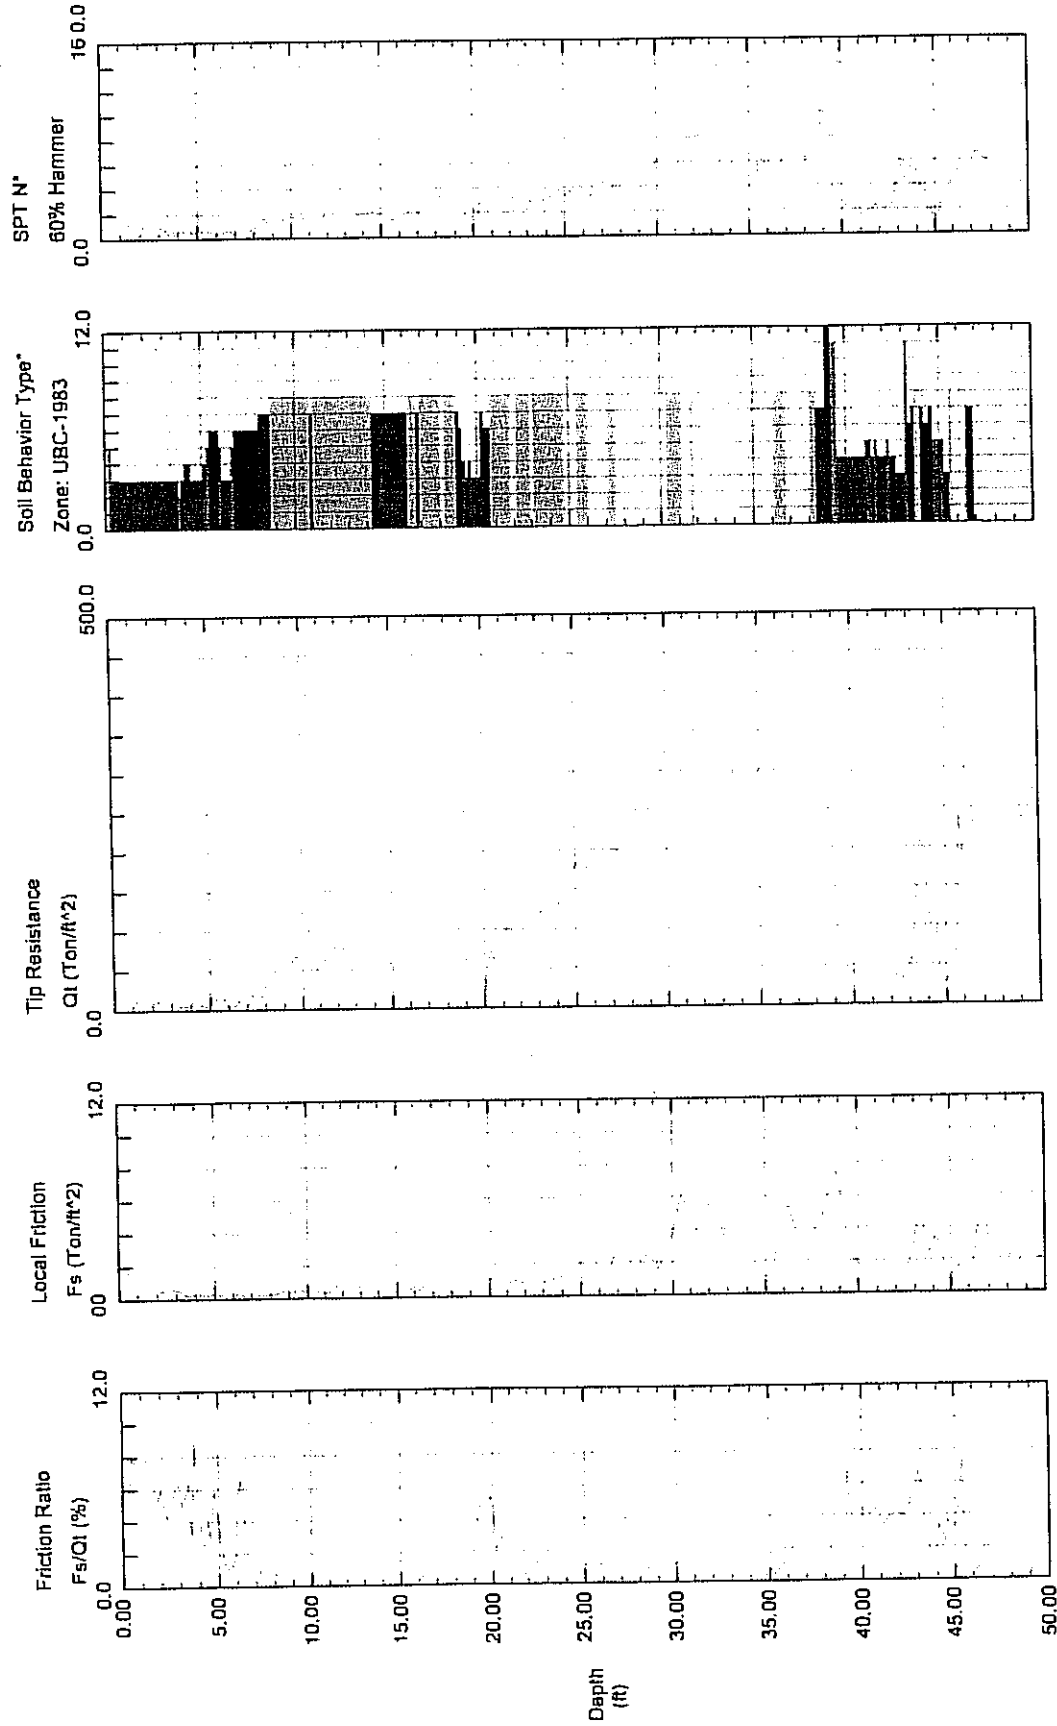 Friction Ratio
Fs/Qt (%)
0.0
12.0
Local Friction
Fs (Ton/ft^2)
0.0
12.0
Tip Resistance
Qt (Ton/ft^2)
0.0
500.0
Soil Behavior Type*
Zone: UBC-1983
0.0
12.0
SPT N*
60% Hammer
0.0
160.0
Depth
(ft)
0.00
5.00
10.00
15.00
20.00
25.00
30.00
35.00
40.00
45.00
50.00